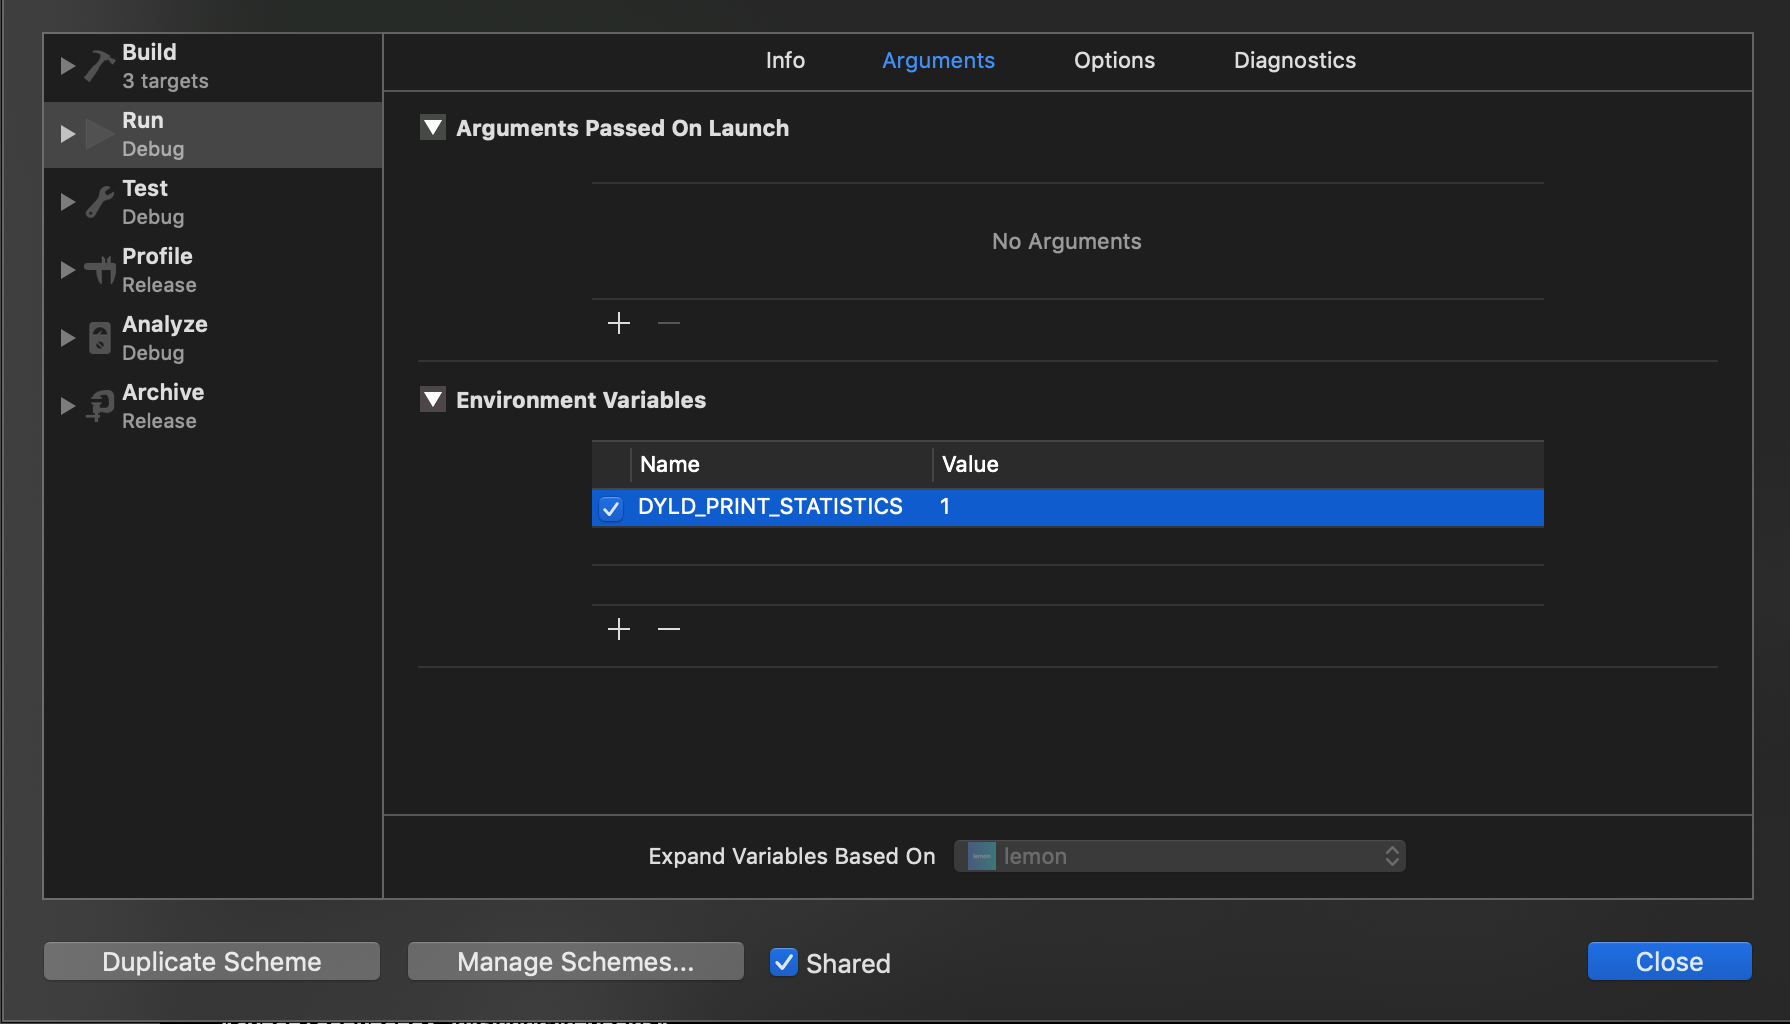 Build
3 targets
Run
Debug
Test
Debug
Profile
Release
Analyze
Debug
Archive
Release
Info Arguments Options Diagnostics
Arguments Passed On Launch
No Arguments
Environment Variables
Name Value
DYLD_PRINT_STATISTICS 1
Expand Variables Based On lemon
Duplicate Scheme Manage Schemes... Shared Close